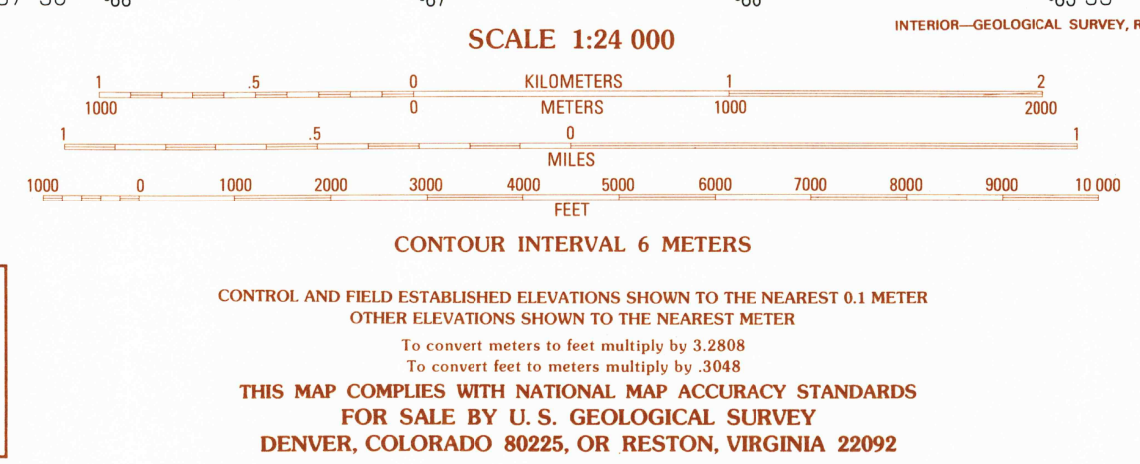 SCALE 1:24 000
INTERIOR—GEOLOGICAL SURVEY, R
1 .5 0 KILOMETERS 1 2
1000 0 METERS 1000 2000
1 .5 0 1
MILES
1000 0 1000 2000 3000 4000 5000 6000 7000 8000 9000 10 000
FEET
CONTOUR INTERVAL 6 METERS
CONTROL AND FIELD ESTABLISHED ELEVATIONS SHOWN TO THE NEAREST 0.1 METER
OTHER ELEVATIONS SHOWN TO THE NEAREST METER
To convert meters to feet multiply by 3.2808
To convert feet to meters multiply by .3048
THIS MAP COMPLIES WITH NATIONAL MAP ACCURACY STANDARDS
FOR SALE BY U. S. GEOLOGICAL SURVEY
DENVER, COLORADO 80225, OR RESTON, VIRGINIA 22092